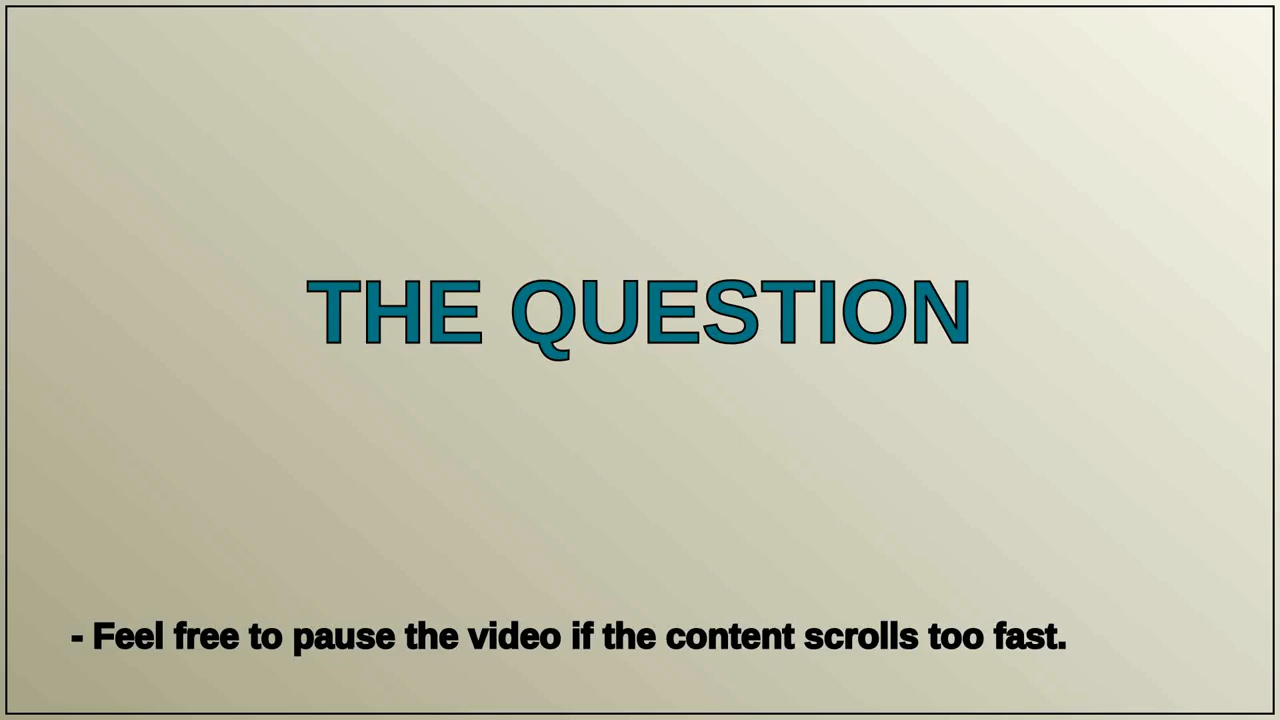 THE QUESTION
- Feel free to pause the video if the content scrolls too fast.